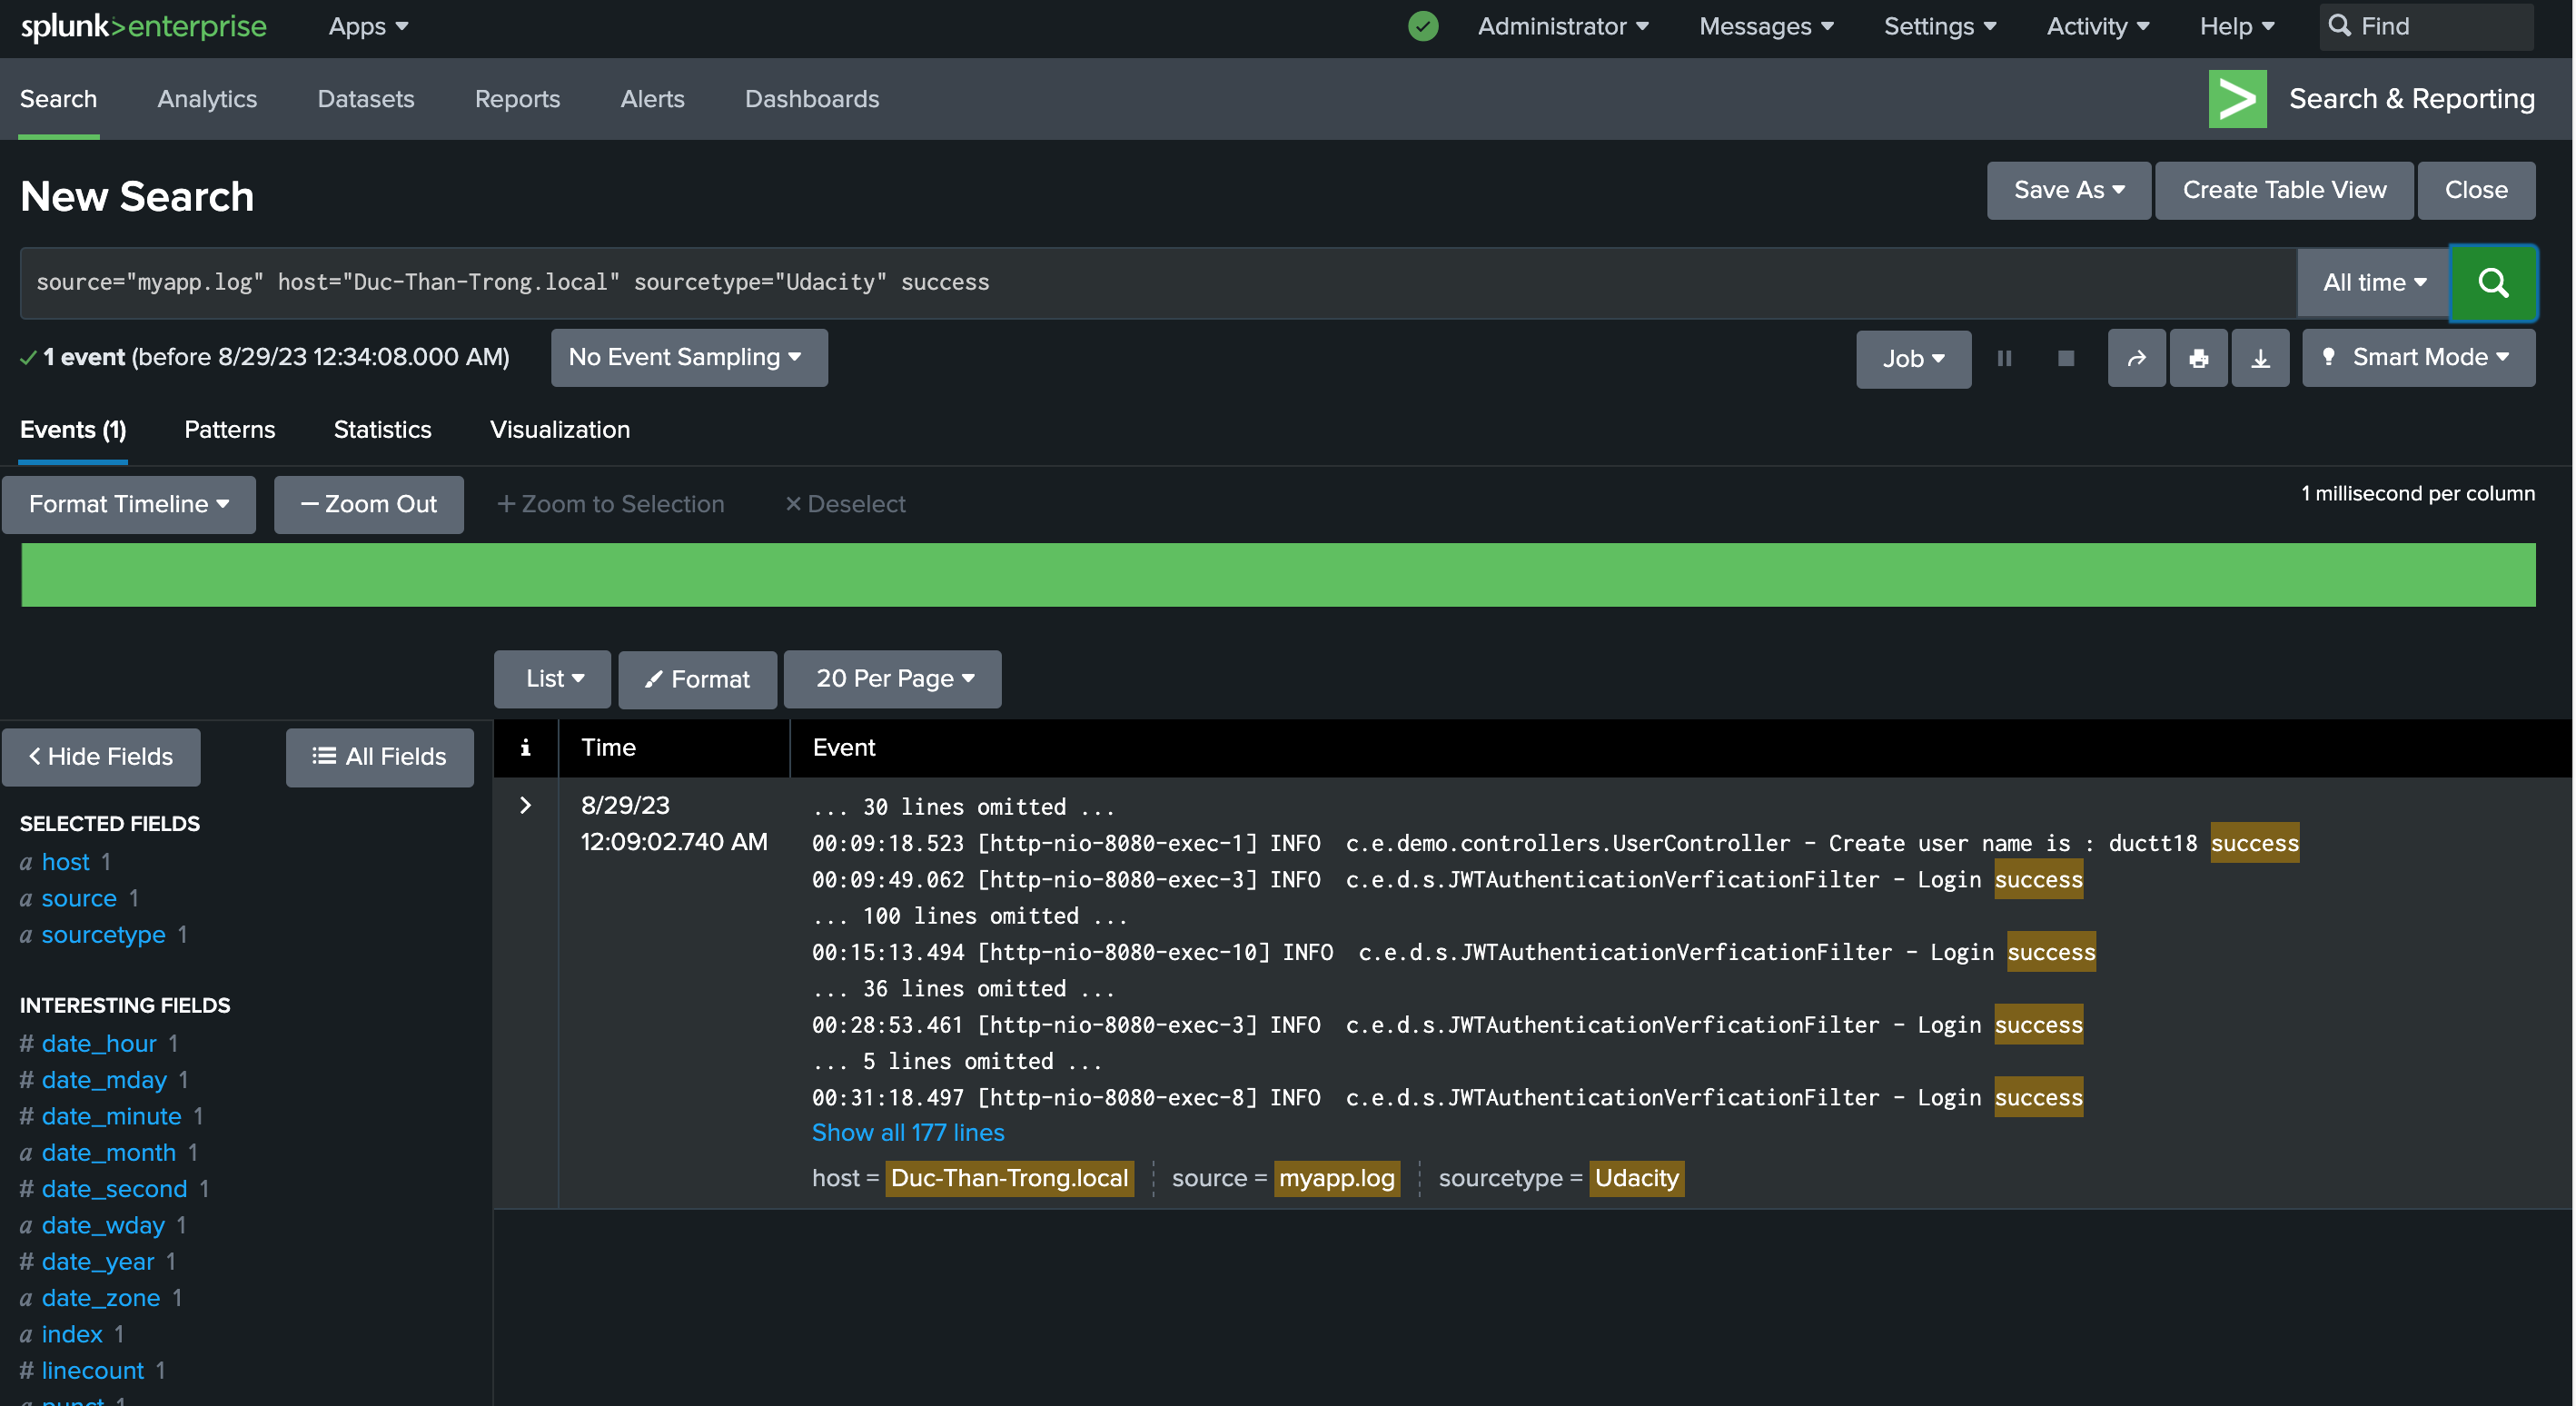 splunk>enterprise Apps Administrator Messages Settings Activity Help Find
Search Analytics Datasets Reports Alerts Dashboards Search & Reporting
New Search Save As Create Table View Close
source="myapp.log" host="Duc-Than-Trong.local" sourcetype="Udacity" success All time
1 event (before 8/29/23 12:34:08.000 AM) No Event Sampling Job Smart Mode
Events (1) Patterns Statistics Visualization
Format Timeline — Zoom Out + Zoom to Selection × Deselect 1 millisecond per column
List Format 20 Per Page
< Hide Fields All Fields
SELECTED FIELDS
a host 1
a source 1
a sourcetype 1
INTERESTING FIELDS
# date_hour 1
# date_mday 1
# date_minute 1
a date_month 1
# date_second 1
a date_wday 1
# date_year 1
a date_zone 1
a index 1
# linecount 1
a punct 1
i Time Event
8/29/23
12:09:02.740 AM
... 30 lines omitted ...
00:09:18.523 [http-nio-8080-exec-1] INFO c.e.demo.controllers.UserController - Create user name is : ductt18 success
00:09:49.062 [http-nio-8080-exec-3] INFO c.e.d.s.JWTAuthenticationVerficationFilter - Login success
... 100 lines omitted ...
00:15:13.494 [http-nio-8080-exec-10] INFO c.e.d.s.JWTAuthenticationVerficationFilter - Login success
... 36 lines omitted ...
00:28:53.461 [http-nio-8080-exec-3] INFO c.e.d.s.JWTAuthenticationVerficationFilter - Login success
... 5 lines omitted ...
00:31:18.497 [http-nio-8080-exec-8] INFO c.e.d.s.JWTAuthenticationVerficationFilter - Login success
Show all 177 lines
host = Duc-Than-Trong.local source = myapp.log sourcetype = Udacity